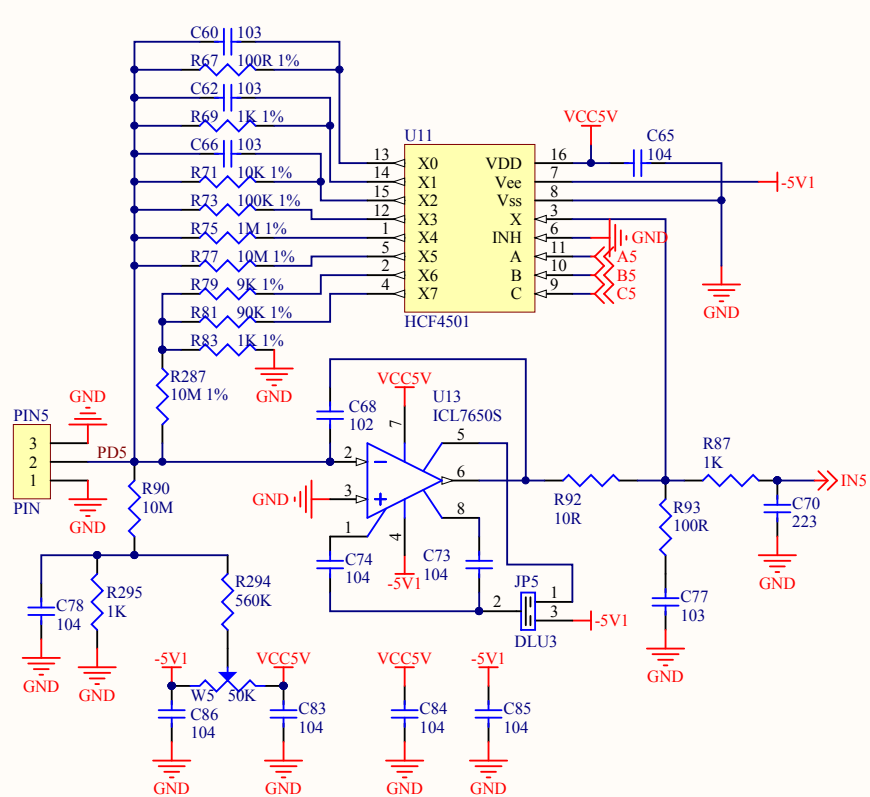 C60 103
R67 100R 1%
C62 103
R69 1K 1%
C66 103
R71 10K 1%
R73 100K 1%
R75 1M 1%
R77 10M 1%
R79 9K 1%
R81 90K 1%
R83 1K 1%
GND
R287
10M 1%
U11
13 X0 VDD 16
14 X1 Vee 7
15 X2 Vss 8
12 X3 X 3
1 X4 INH 6
5 X5 A 11
2 X6 B 10
4 X7 C 9
HCF4501
VCC5V
C65
104
-5V1
GND
A5
B5
C5
GND
GND
PIN5
3
2
1
PIN
PD5
GND
R90
10M
C68
102
VCC5V
U13
ICL7650S
7
2
3
GND
1
4
5
6
8
-5V1
C74
104
C73
104
JP5
2
1
3
-5V1
DLU3
R92
10R
R87
1K
IN5
R93
100R
C70
223
GND
C77
103
GND
C78
104
GND
R295
1K
GND
R294
560K
-5V1
W5 50K
VCC5V
C86
104
GND
C83
104
GND
VCC5V
C84
104
GND
-5V1
C85
104
GND